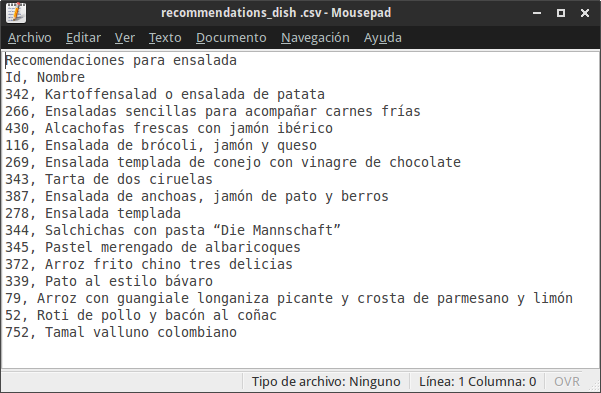 recommendations_dish .csv - Mousepad
Archivo Editar Ver Texto Documento Navegación Ayuda
Recomendaciones para ensalada
Id, Nombre
342, Kartoffensalad o ensalada de patata
266, Ensaladas sencillas para acompañar carnes frías
430, Alcachofas frescas con jamón ibérico
116, Ensalada de brócoli, jamón y queso
269, Ensalada templada de conejo con vinagre de chocolate
343, Tarta de dos ciruelas
387, Ensalada de anchoas, jamón de pato y berros
278, Ensalada templada
344, Salchichas con pasta “Die Mannschaft”
345, Pastel merengado de albaricoques
372, Arroz frito chino tres delicias
339, Pato al estilo bávaro
79, Arroz con guangiale longaniza picante y crosta de parmesano y limón
52, Roti de pollo y bacón al coñac
752, Tamal valluno colombiano
Tipo de archivo: Ninguno Línea: 1 Columna: 0 OVR